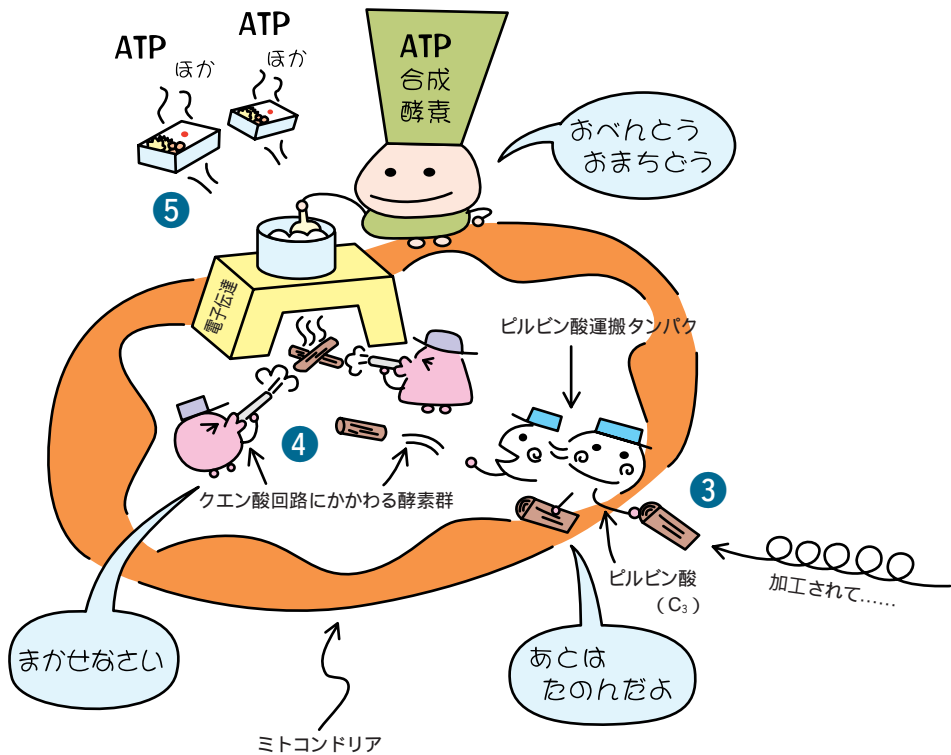 ATP
ほか
ATP
ほか
ATP
合成
酵素
おべんとう
おまちどう
5
電子伝達
ピルビン酸運搬タンパク
4
3
クエン酸回路にかかわる酵素群
ピルビン酸
（C₃）
加工されて……
まかせなさい
あとは
たのんだよ
ミトコンドリア